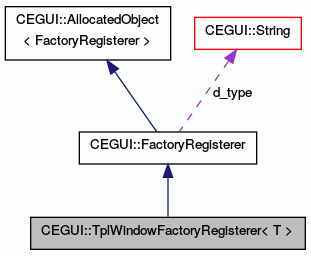 CEGUI::AllocatedObject
< FactoryRegisterer >
CEGUI::String
d_type
CEGUI::FactoryRegisterer
CEGUI::TplWindowFactoryRegisterer< T >